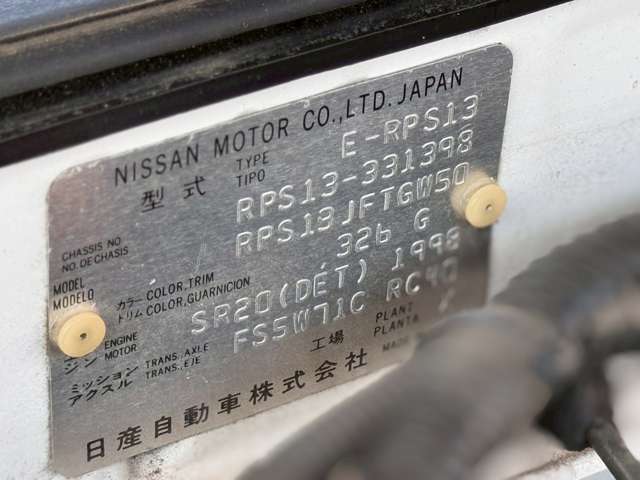 NISSAN MOTOR CO.,LTD. JAPAN
型式 TYPE TIPO E-RPS13
CHASSIS NO NO. DE CHASIS RPS13-331398
MODEL MODELO RPS13JFTGW50
カラー COLOR, TRIM トリム COLOR, GUARNICION 326 G
ジン ENGINE MOTOR SR20(DET) 1998
ミッション アクスル TRANS., AXLE TRANS., EJE FS5W71C RC40
工場 PLANT PLANTA
日産自動車株式会社 MADE